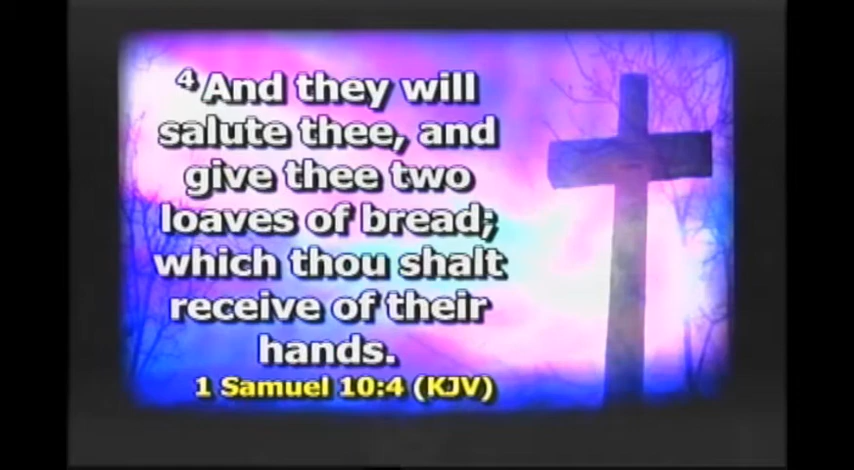 ⁴ And they will
salute thee, and
give thee two
loaves of bread;
which thou shalt
receive of their
hands.
1 Samuel 10:4 (KJV)